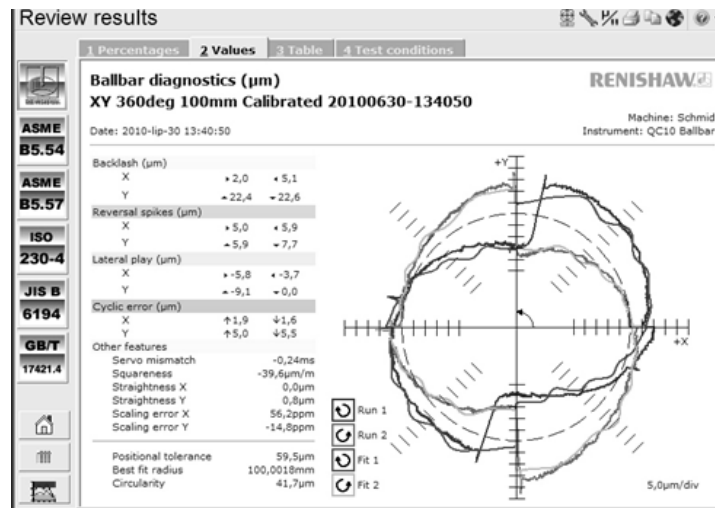 Review results
1 Percentages 2 Values 3 Table 4 Test conditions
Ballbar diagnostics (µm)
XY 360deg 100mm Calibrated 20100630-134050
RENISHAW
Machine: Schmid
Date: 2010-lip-30 13:40:50
Instrument: QC10 Ballbar
ASME
B5.54
ASME
B5.57
ISO
230-4
JIS B
6194
GB/T
17421.4
Backlash (µm)
X 2,0 5,1
Y 22,4 22,6
Reversal spikes (µm)
X 5,0 5,9
Y 5,9 7,7
Lateral play (µm)
X -5,8 -3,7
Y -9,1 -0,0
Cyclic error (µm)
X ↑1,9 ↓1,6
Y ↑5,0 ↓5,5
Other features
Servo mismatch -0,24ms
Squareness -39,6µm/m
Straightness X 0,0µm
Straightness Y 0,8µm
Scaling error X 56,2ppm
Scaling error Y -14,8ppm
Positional tolerance 59,5µm
Best fit radius 100,0018mm
Circularity 41,7µm
+Y
+X
Run 1
Run 2
Fit 1
Fit 2
5,0µm/div